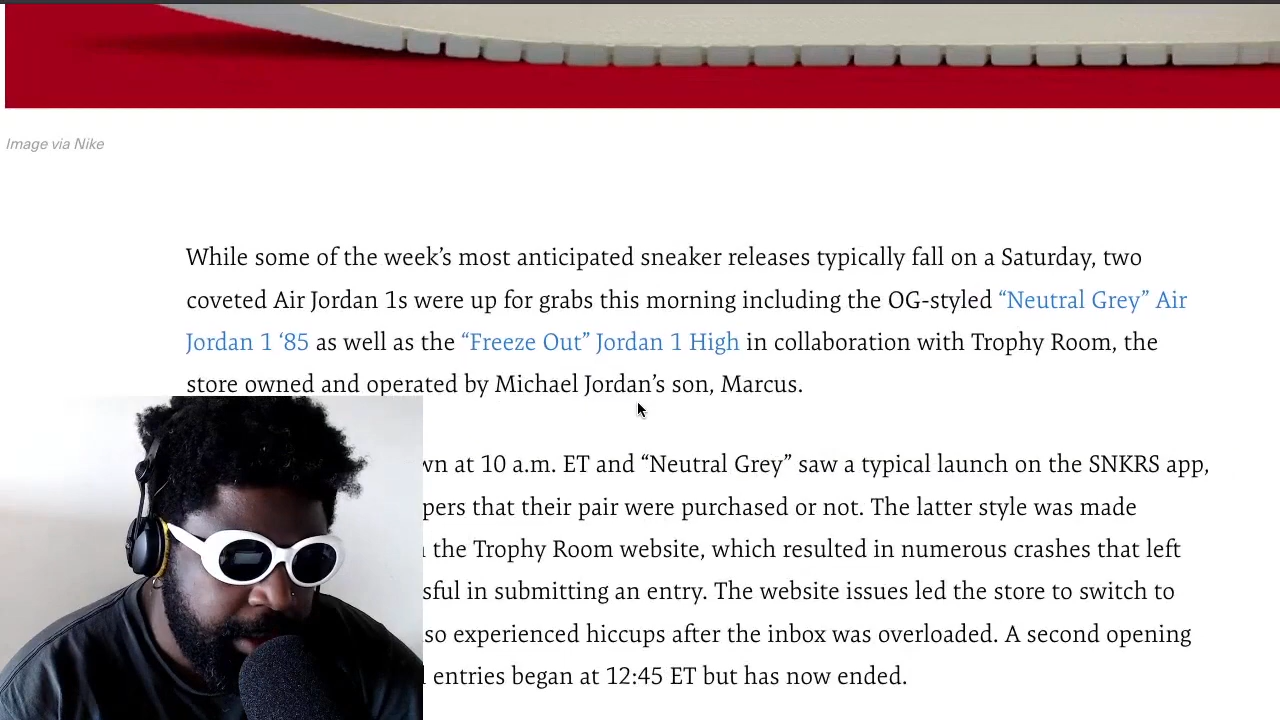 Image via Nike
While some of the week’s most anticipated sneaker releases typically fall on a Saturday, two
coveted Air Jordan 1s were up for grabs this morning including the OG-styled “Neutral Grey” Air
Jordan 1 ‘85 as well as the “Freeze Out” Jordan 1 High in collaboration with Trophy Room, the
store owned and operated by Michael Jordan’s son, Marcus.
at 10 a.m. ET and “Neutral Grey” saw a typical launch on the SNKRS app,
that their pair were purchased or not. The latter style was made
the Trophy Room website, which resulted in numerous crashes that left
in submitting an entry. The website issues led the store to switch to
so experienced hiccups after the inbox was overloaded. A second opening
entries began at 12:45 ET but has now ended.